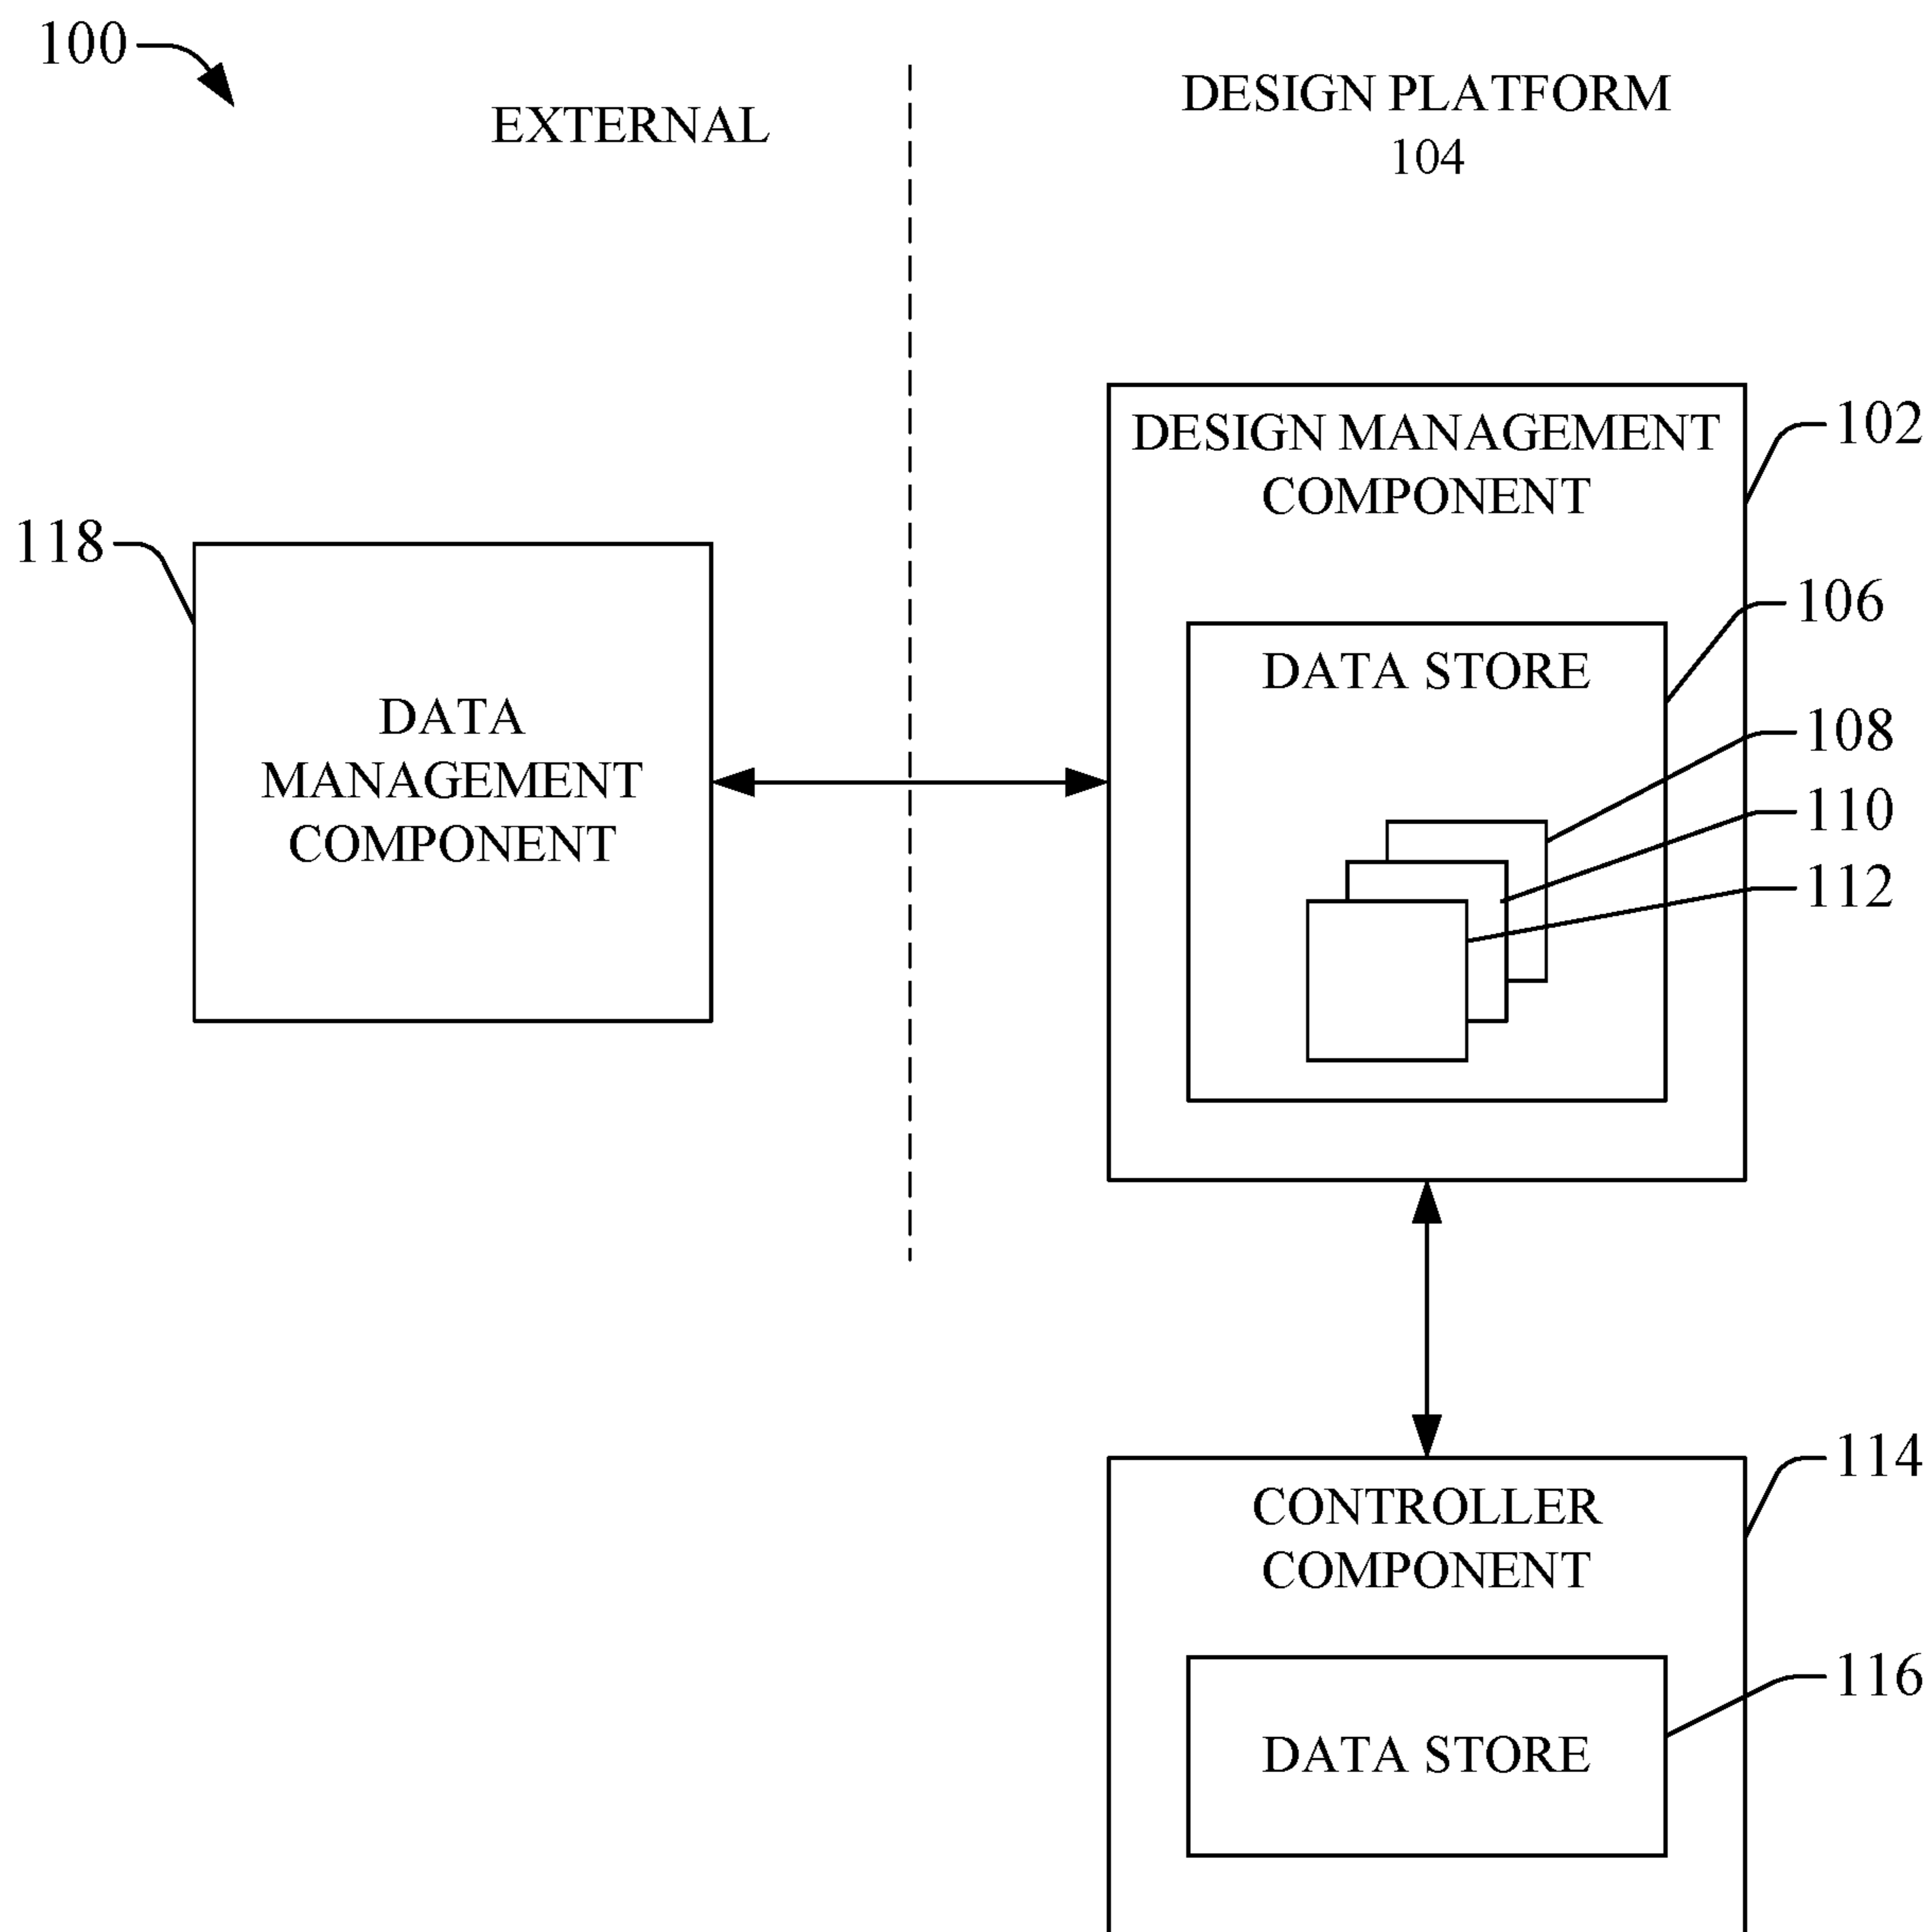 100
EXTERNAL
DESIGN PLATFORM
104
DESIGN MANAGEMENT
COMPONENT
102
118
106
DATA STORE
108
DATA
MANAGEMENT
COMPONENT
110
112
114
CONTROLLER
COMPONENT
116
DATA STORE